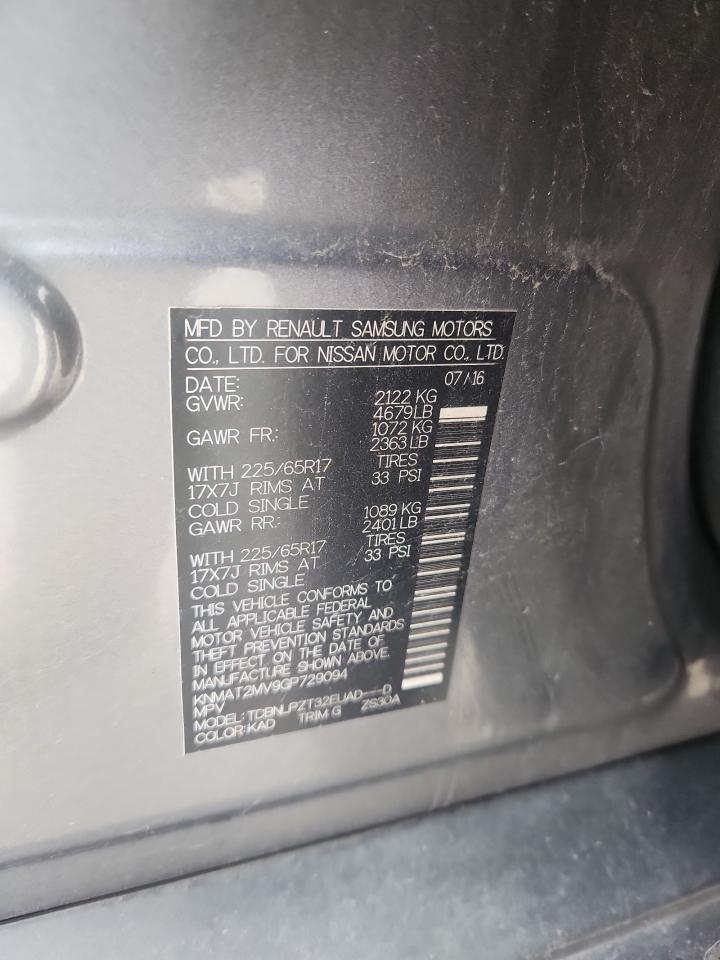 MFD BY RENAULT SAMSUNG MOTORS
CO., LTD. FOR NISSAN MOTOR CO., LTD.
DATE: 07/16
GVWR: 2122 KG
4679LB
GAWR FR: 1072 KG
2363LB
WITH 225/65R17 TIRES
17X7J RIMS AT 33 PSI
COLD SINGLE
GAWR RR: 1089 KG
2401LB
WITH 225/65R17 TIRES
17X7J RIMS AT 33 PSI
COLD SINGLE
THIS VEHICLE CONFORMS TO
ALL APPLICABLE FEDERAL
MOTOR VEHICLE SAFETY AND
THEFT PREVENTION STANDARDS
IN EFFECT ON THE DATE OF
MANUFACTURE SHOWN ABOVE.
KNMAT2MV9GP729094
MPV
MODEL: TDBNLPZT32EUAD---D
COLOR: KAD TRIM G ZS30A